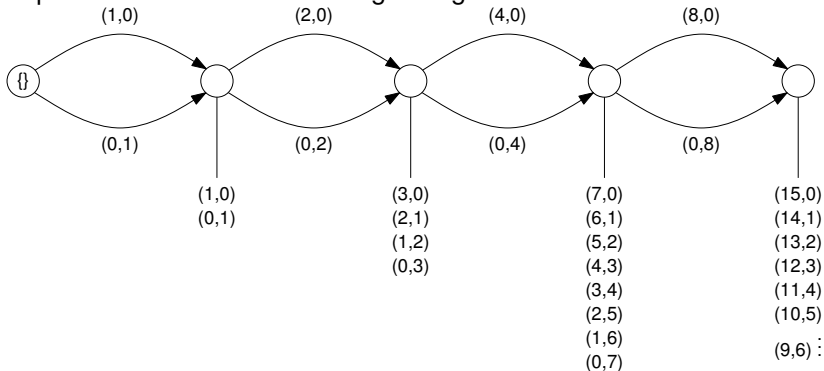 (1,0) (2,0) (4,0) (8,0)
{}
(0,1) (0,2) (0,4) (0,8)
(1,0) (3,0) (7,0) (15,0)
(0,1) (2,1) (6,1) (14,1)
(1,2) (5,2) (13,2)
(0,3) (4,3) (12,3)
(3,4) (11,4)
(2,5) (10,5)
(1,6) (9,6) ⋮
(0,7)